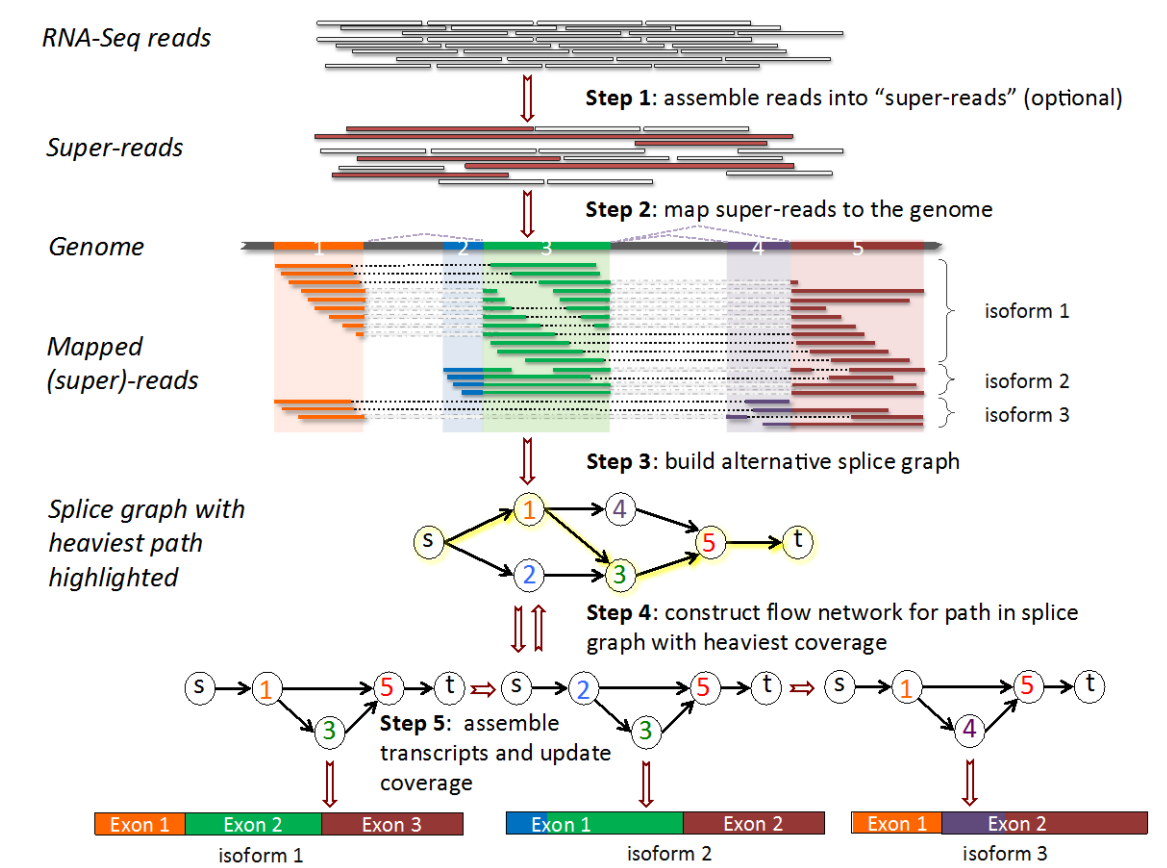 RNA-Seq reads
Step 1: assemble reads into “super-reads” (optional)
Super-reads
Step 2: map super-reads to the genome
Genome
1 2 3 4 5
isoform 1
Mapped
(super)-reads
isoform 2
isoform 3
Step 3: build alternative splice graph
Splice graph with
heaviest path
highlighted
s 1 4 5 t
2 3
Step 4: construct flow network for path in splice
graph with heaviest coverage
s 1 5 t s 2 5 t s 1 5 t
3 3 4
Step 5: assemble
transcripts and update
coverage
Exon 1 Exon 2 Exon 3 Exon 1 Exon 2 Exon 1 Exon 2
isoform 1 isoform 2 isoform 3